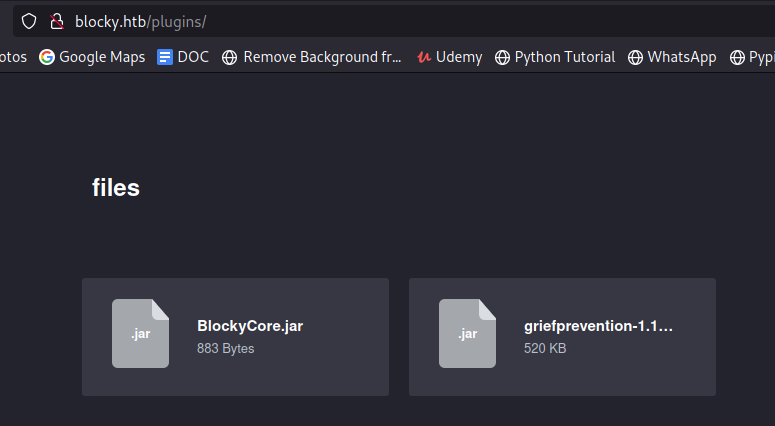 blocky.htb/plugins/
otos Google Maps DOC Remove Background fr... Udemy Python Tutorial WhatsApp Pypi
files
.jar BlockyCore.jar
883 Bytes
.jar griefprevention-1.1...
520 KB